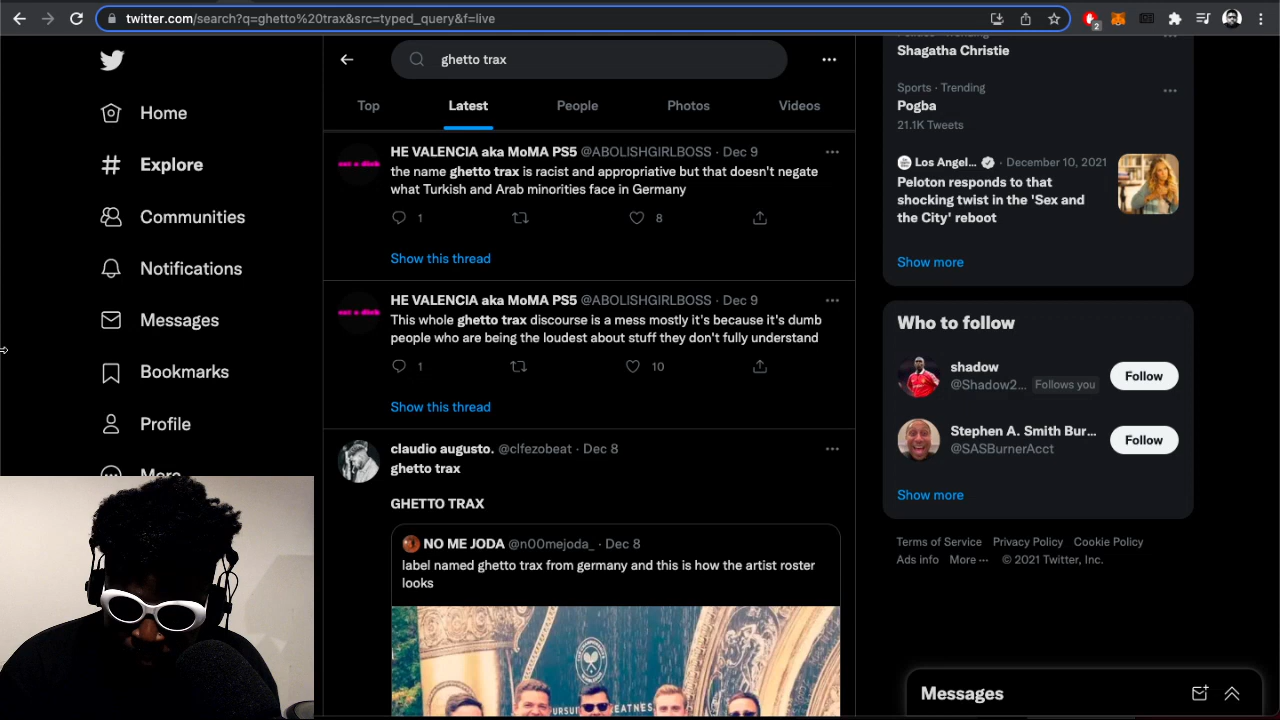 twitter.com/search?q=ghetto%20trax&src=typed_query&f=live
2
Home
Explore
Communities
Notifications
Messages
Bookmarks
Profile
More
ghetto trax
Top
Latest
People
Photos
Videos
HE VALENCIA aka MoMA PS5 @ABOLISHGIRLBOSS · Dec 9
the name ghetto trax is racist and appropriative but that doesn't negate
what Turkish and Arab minorities face in Germany
1
8
Show this thread
HE VALENCIA aka MoMA PS5 @ABOLISHGIRLBOSS · Dec 9
This whole ghetto trax discourse is a mess mostly it's because it's dumb
people who are being the loudest about stuff they don't fully understand
1
10
Show this thread
claudio augusto. @clfezobeat · Dec 8
ghetto trax
GHETTO TRAX
NO ME JODA @n00mejoda_ · Dec 8
label named ghetto trax from germany and this is how the artist roster
looks
Shagatha Christie
Sports · Trending
Pogba
21.1K Tweets
Los Angel... · December 10, 2021
Peloton responds to that
shocking twist in the 'Sex and
the City' reboot
Show more
Who to follow
shadow
@Shadow2... Follows you
Follow
Stephen A. Smith Bur...
@SASBurnerAcct
Follow
Show more
Terms of Service Privacy Policy Cookie Policy
Ads info More ··· © 2021 Twitter, Inc.
Messages